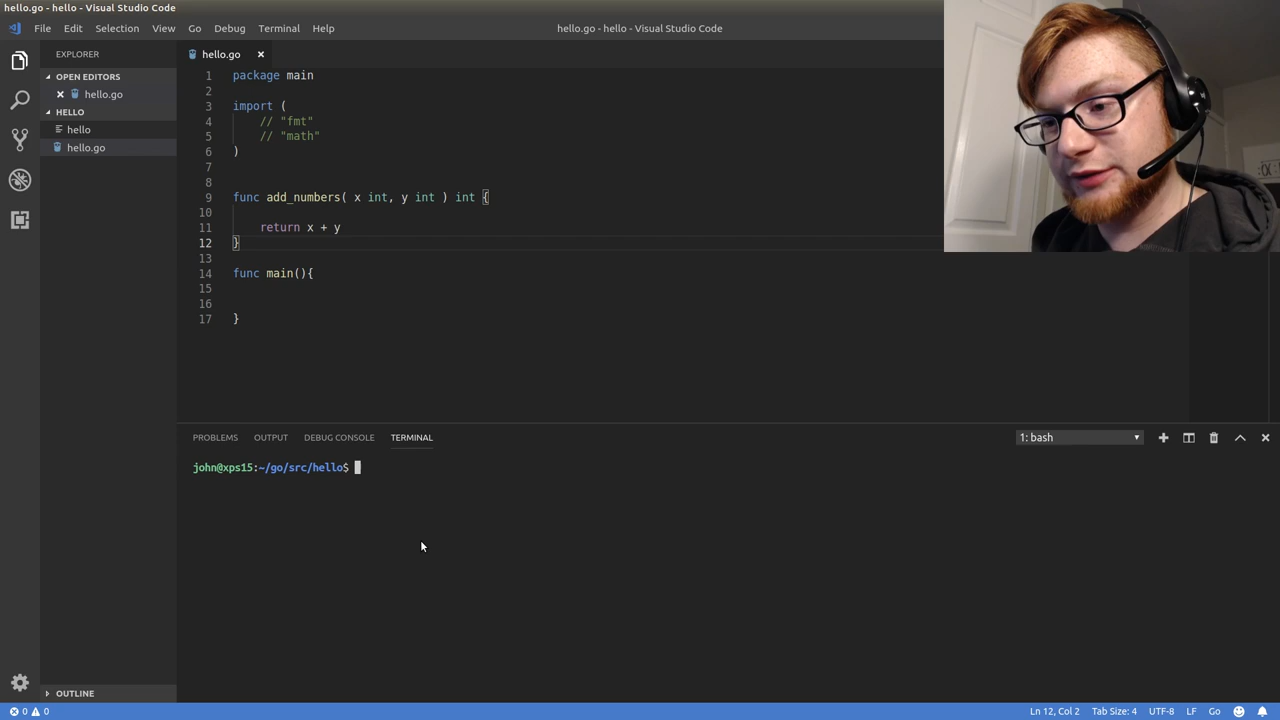 hello.go - hello - Visual Studio Code
File Edit Selection View Go Debug Terminal Help
hello.go - hello - Visual Studio Code
EXPLORER
OPEN EDITORS
hello.go
HELLO
hello
hello.go
OUTLINE
hello.go
1 package main
2
3 import (
4 // "fmt"
5 // "math"
6 )
7
8
9 func add_numbers( x int, y int ) int {
10
11 return x + y
12 }
13
14 func main(){
15
16
17 }
PROBLEMS OUTPUT DEBUG CONSOLE TERMINAL
1: bash
john@xps15:~/go/src/hello$
0 0
Ln 12, Col 2 Tab Size: 4 UTF-8 LF Go